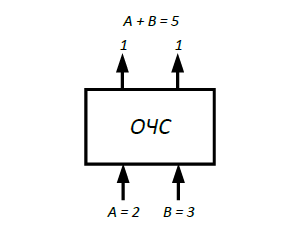 A + B = 5
1 1
ОЧС
A = 2 B = 3